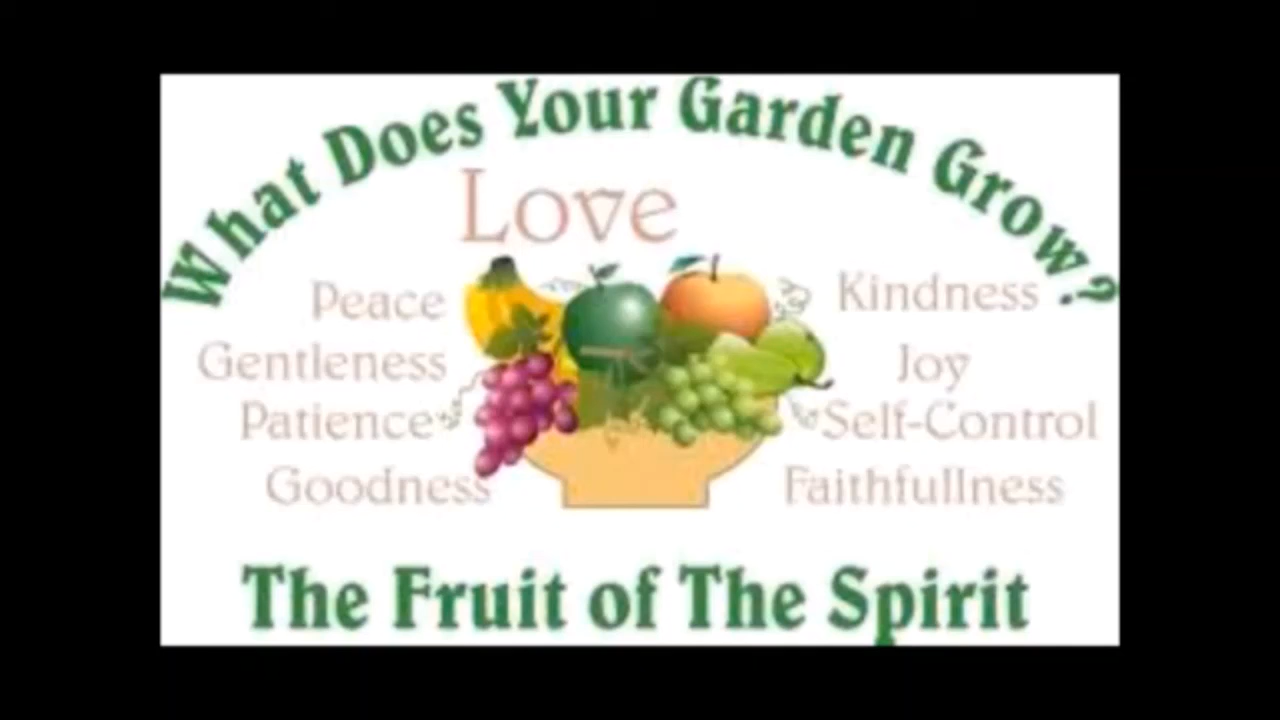 What Does Your Garden Grow?
Love
Peace
Gentleness
Patience
Goodness
Kindness
Joy
Self-Control
Faithfullness
The Fruit of The Spirit